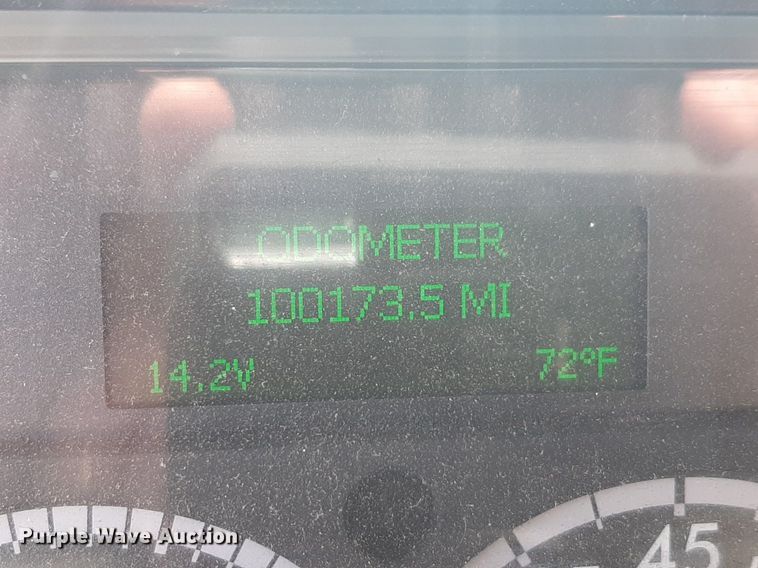 ODOMETER
100173.5 MI
14.2V 72°F
45
Purple Wave Auction